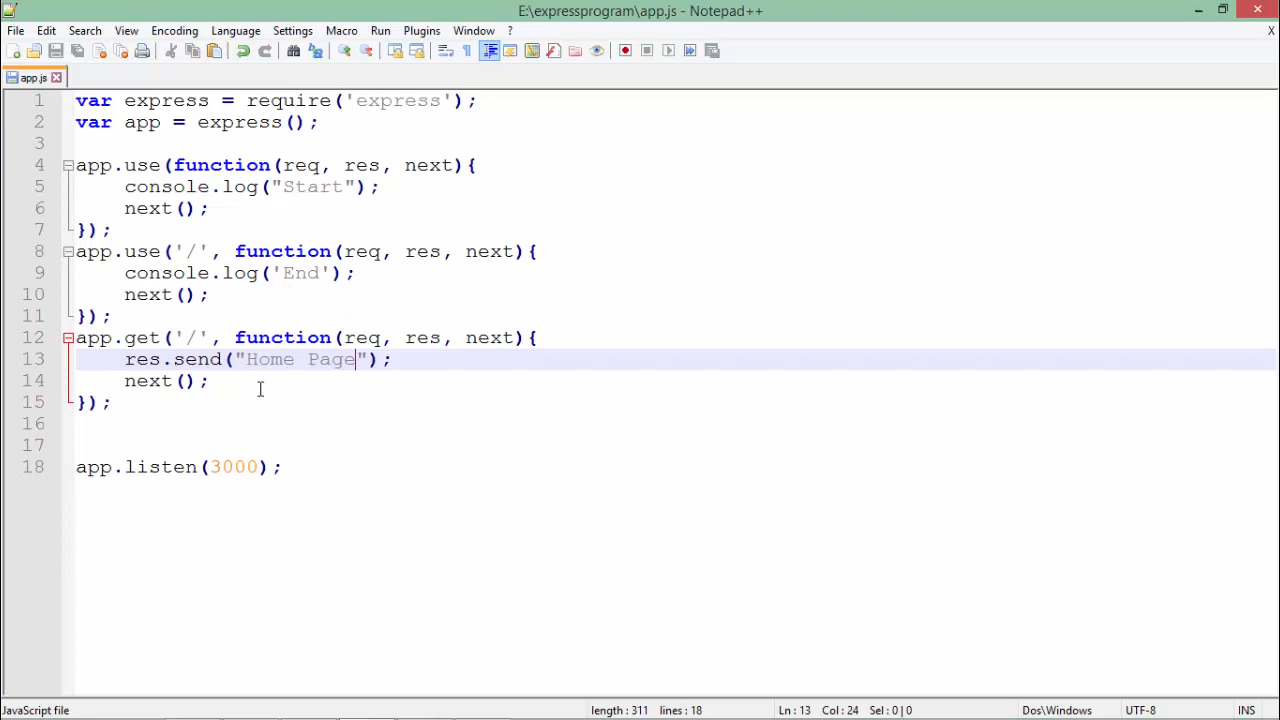 E:\expressprogram\app.js - Notepad++
File Edit Search View Encoding Language Settings Macro Run Plugins Window ? X
app.js
1 var express = require('express');
2 var app = express();
3
4 app.use(function(req, res, next){
5 console.log("Start");
6 next();
7 });
8 app.use('/', function(req, res, next){
9 console.log('End');
10 next();
11 });
12 app.get('/', function(req, res, next){
13 res.send("Home Page");
14 next();
15 });
16
17
18 app.listen(3000);
JavaScript file length : 311 lines : 18 Ln : 13 Col : 24 Sel : 0 | 0 Dos\Windows UTF-8 INS